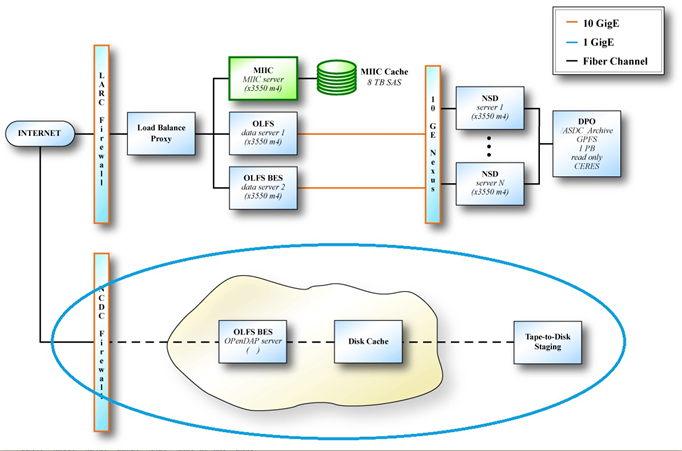 10 GigE
1 GigE
Fiber Channel
INTERNET
LARC Firewall
Load Balance
Proxy
MIIC
MIIC server
(x3550 m4)
MIIC Cache
8 TB SAS
OLFS
data server 1
(x3550 m4)
OLFS BES
data server 2
(x3550 m4)
10 GE Nexus
NSD
server 1
(x3550 m4)
NSD
server N
(x3550 m4)
DPO
/ASDC Archive
GPFS
1 PB
read only
CERES
NCDC Firewall
OLFS BES
OPenDAP server
( )
Disk Cache
Tape-to-Disk
Staging